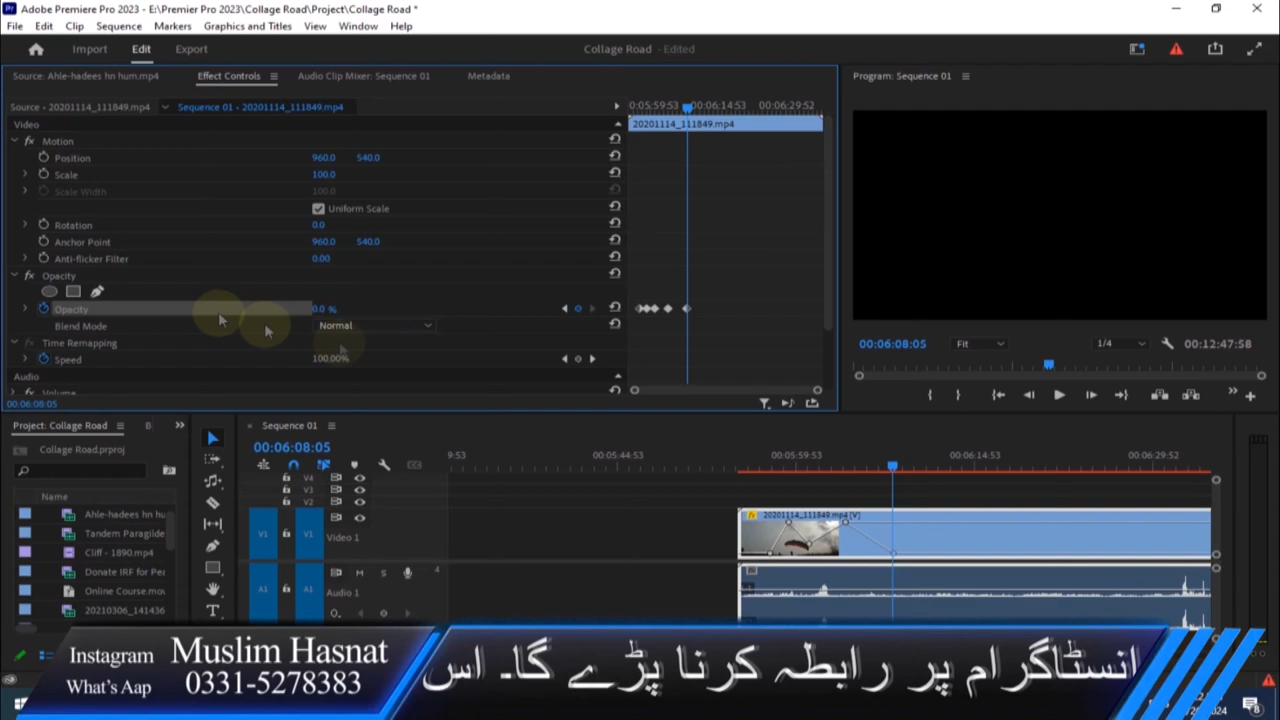 Adobe Premiere Pro 2023 - E:\Premier Pro 2023\Collage Road\Project\Collage Road *
File Edit Clip Sequence Markers Graphics and Titles View Window Help
Import Edit Export Collage Road - Edited
Source: Ahle-hadees hn hum.mp4 Effect Controls Audio Clip Mixer: Sequence 01 Metadata
Program: Sequence 01
Source • 20201114_111849.mp4 Sequence 01 • 20201114_111849.mp4
0:05:59:53 00:06:14:53 00:06:29:52
Video
20201114_111849.mp4
fx Motion
Position 960.0 540.0
Scale 100.0
Scale Width 100.0
Uniform Scale
Rotation 0.0
Anchor Point 960.0 540.0
Anti-flicker Filter 0.00
fx Opacity
Opacity 0.0 %
Blend Mode Normal
Time Remapping
Speed 100.00%
Audio
Volume
00:06:08:05
00:06:08:05 Fit 1/4 00:12:47:58
Project: Collage Road B
Collage Road.prproj
Name
Ahle-hadees hn hu
Tandem Paraglide
Cliff - 1890.mp4
Donate IRF for Pe
Online Course.mov
20210306_141436
Sequence 01
00:06:08:05
9:53 00:05:44:53 00:05:59:53 00:06:14:53 00:06:29:52
V4
V3
V2
V1 V1 Video 1
fx 20201114_111849.mp4 [V]
A1 A1 M S Audio 1
Instagram
What's Aap
Muslim Hasnat
0331-5278383
انسٹاگرام پر رابطہ کرنا پڑے گا۔ اس